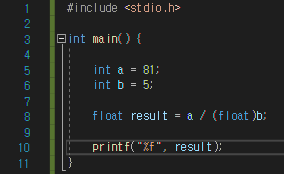 1 #include <stdio.h>
2
3 int main() {
4
5 int a = 81;
6 int b = 5;
7
8 float result = a / (float)b;
9
10 printf("%f", result);
11 }